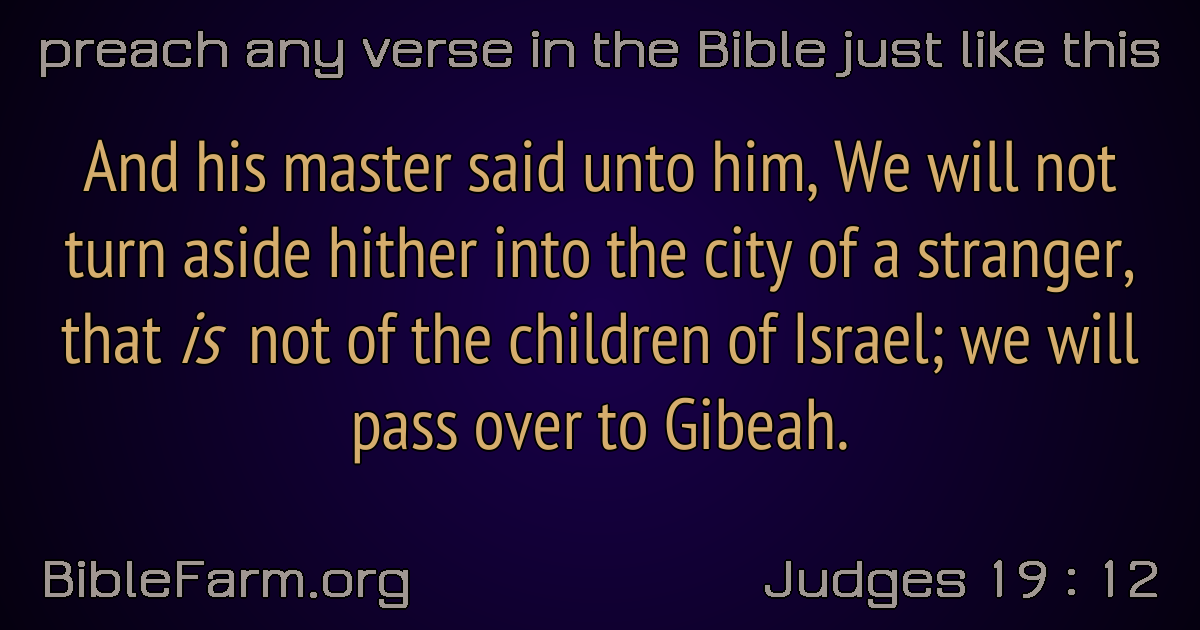 preach any verse in the Bible just like this
And his master said unto him, We will not
turn aside hither into the city of a stranger,
that is not of the children of Israel; we will
pass over to Gibeah.
BibleFarm.org
Judges 19 : 12